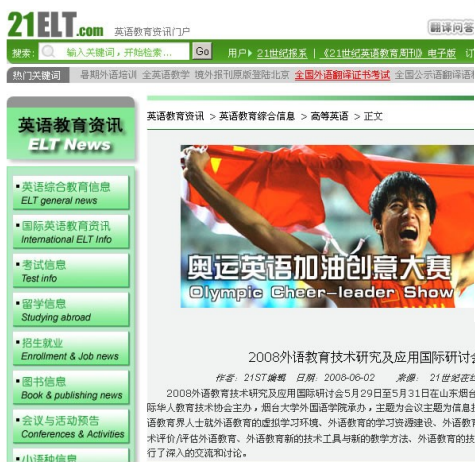 21ELT.com 英语教育资讯门户
翻译问答
搜索: 输入关键词，开始检索... Go 用户 21世纪报系 | 《21世纪英语教育周刊》电子版
热门关键词 暑期外语培训 全英语教学 境外报刊原版登陆北京 全国外语翻译证书考试 全国公示语翻译
英语教育资讯
ELT News
英语教育资讯 > 英语教育综合信息 > 高等英语 > 正文
英语综合教育信息
ELT general news
国际英语教育资讯
International ELT Info
考试信息
Test info
留学信息
Studying abroad
招生就业
Enrollment & Job news
图书信息
Book & publishing news
会议与活动预告
Conferences & Activities
小语种信息
奥运英语加油创意大赛
Olympic Cheer-leader Show
2008外语教育技术研究及应用国际研讨会
作者: 21ST编辑 日期: 2008-06-02 来源: 21世纪在线
2008外语教育技术研究及应用国际研讨会5月29日至5月31日在山东烟台
际华人教育技术协会主办，烟台大学外国语学院承办，主题为会议主题为信息
语教育界人士就外语教育的虚拟学习环境、外语教育的学习资源建设、外语教
术评价/评估外语教育、外语教育新的技术工具与新的教学方法、外语教育的技
行了深入的交流和讨论。